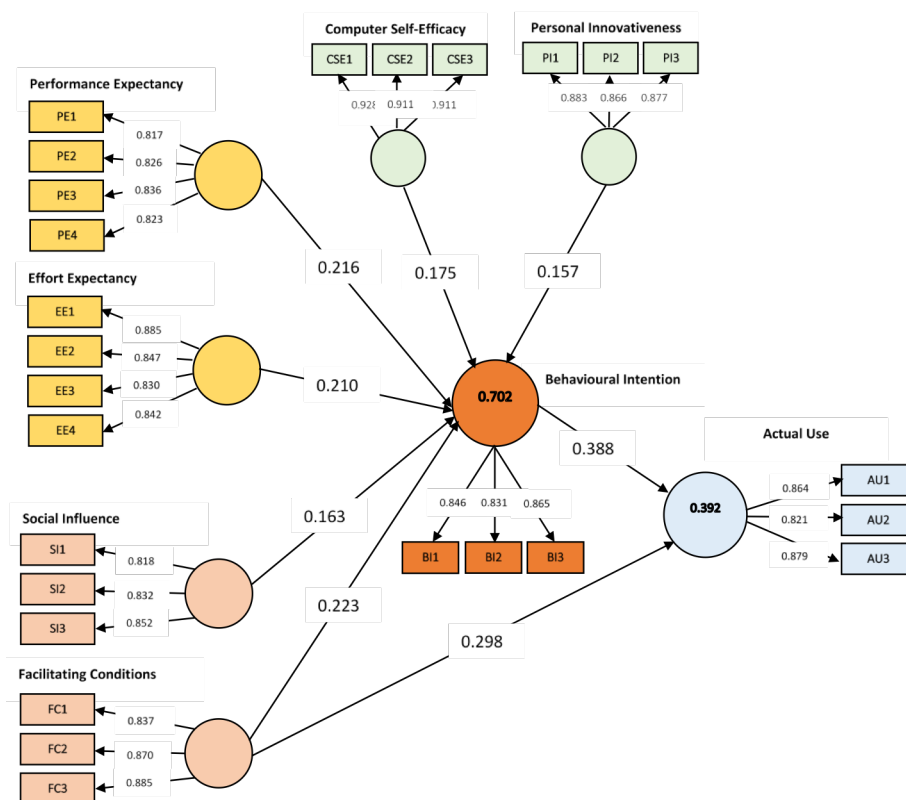 Computer Self-Efficacy
CSE1 CSE2 CSE3
0.911
Personal Innovativeness
PI1 PI2 PI3
0.883 0.866 0.877
Performance Expectancy
PE1
PE2
PE3
PE4
0.817
0.826
0.836
0.823
Effort Expectancy
EE1
EE2
EE3
EE4
0.885
0.847
0.830
0.842
0.216
0.175
0.157
0.210
0.702
Behavioural Intention
0.388
Actual Use
0.392
0.864
0.821
0.879
AU1
AU2
AU3
0.846 0.831 0.865
BI1 BI2 BI3
Social Influence
SI1
SI2
SI3
0.818
0.832
0.852
0.163
0.223
0.298
Facilitating Conditions
FC1
FC2
FC3
0.837
0.870
0.885